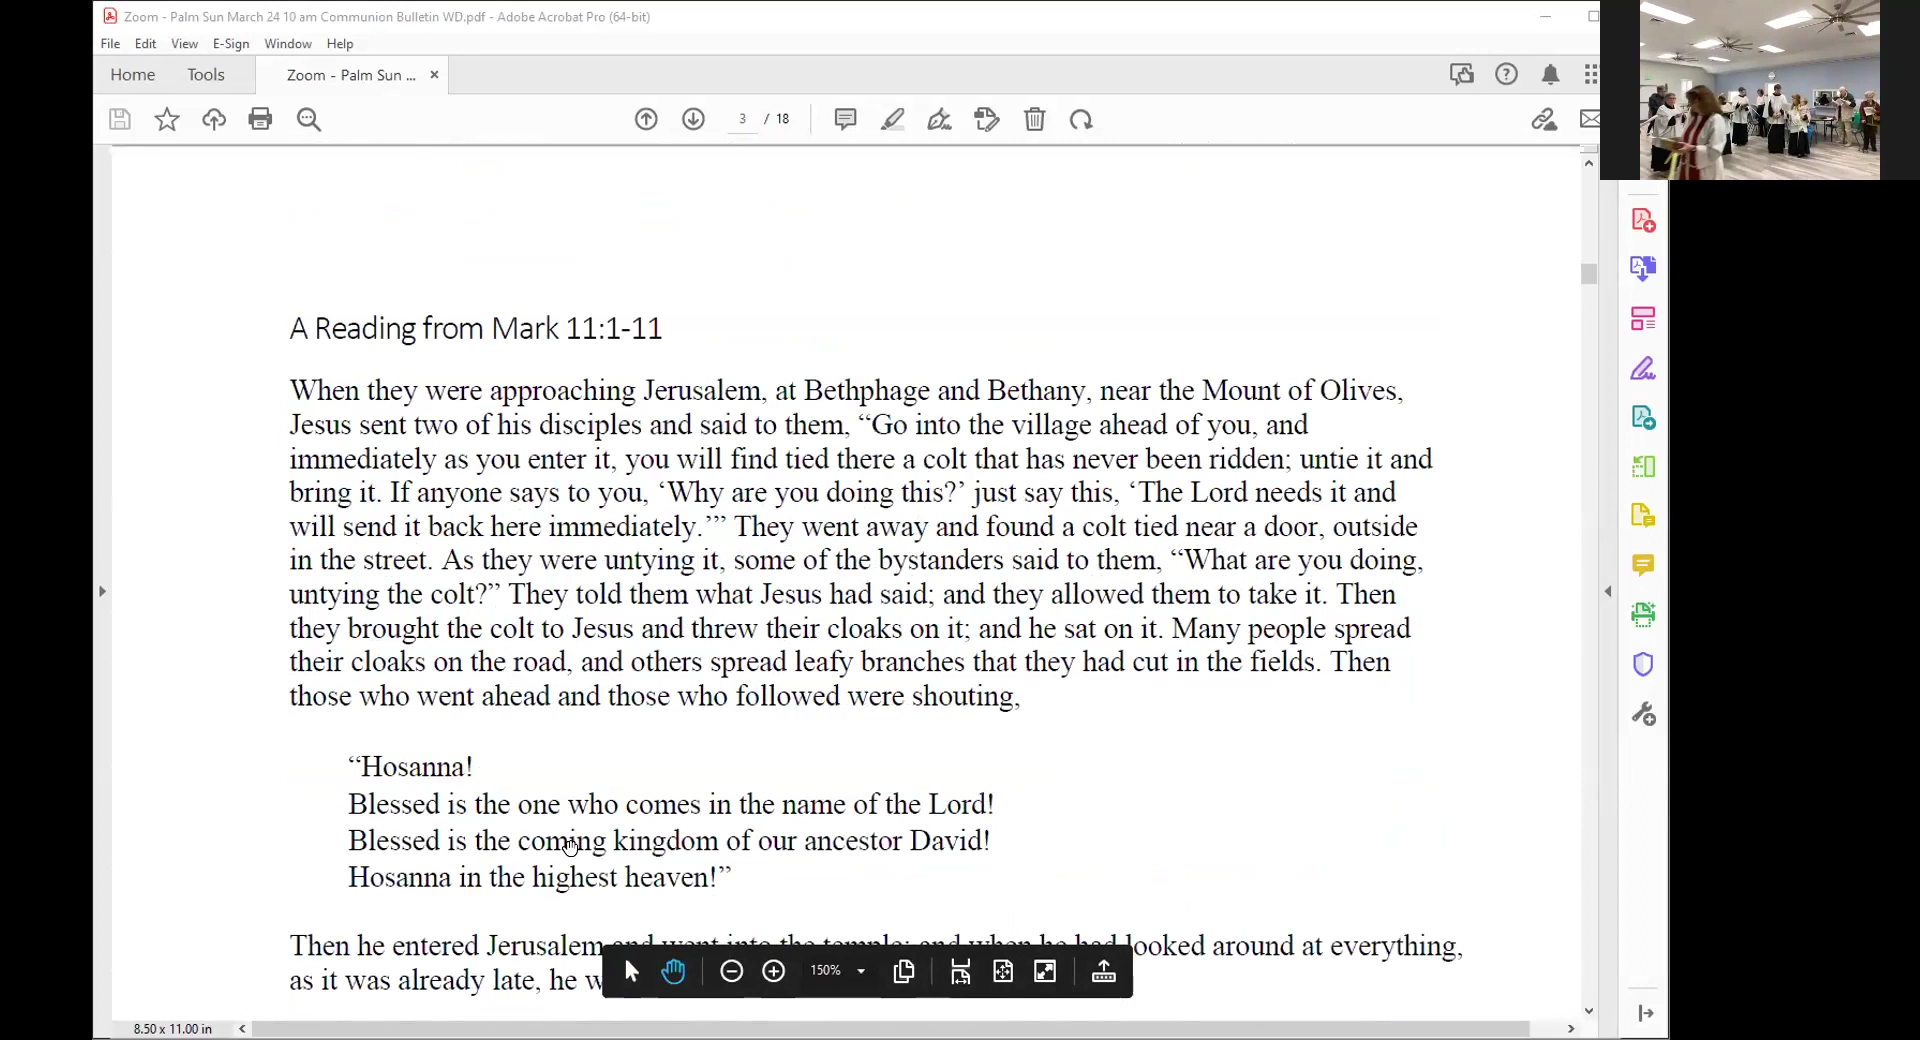 Zoom - Palm Sun March 24 10 am Communion Bulletin WD.pdf - Adobe Acrobat Pro (64-bit)
File Edit View E-Sign Window Help
Home Tools Zoom - Palm Sun ... ×
3 / 18
A Reading from Mark 11:1-11
When they were approaching Jerusalem, at Bethphage and Bethany, near the Mount of Olives,
Jesus sent two of his disciples and said to them, “Go into the village ahead of you, and
immediately as you enter it, you will find tied there a colt that has never been ridden; untie it and
bring it. If anyone says to you, ‘Why are you doing this?’ just say this, ‘The Lord needs it and
will send it back here immediately.’” They went away and found a colt tied near a door, outside
in the street. As they were untying it, some of the bystanders said to them, “What are you doing,
untying the colt?” They told them what Jesus had said; and they allowed them to take it. Then
they brought the colt to Jesus and threw their cloaks on it; and he sat on it. Many people spread
their cloaks on the road, and others spread leafy branches that they had cut in the fields. Then
those who went ahead and those who followed were shouting,
“Hosanna!
Blessed is the one who comes in the name of the Lord!
Blessed is the coming kingdom of our ancestor David!
Hosanna in the highest heaven!”
Then he entered Jerusalem and went into the temple; and when he had looked around at everything,
as it was already late, he
150%
8.50 x 11.00 in